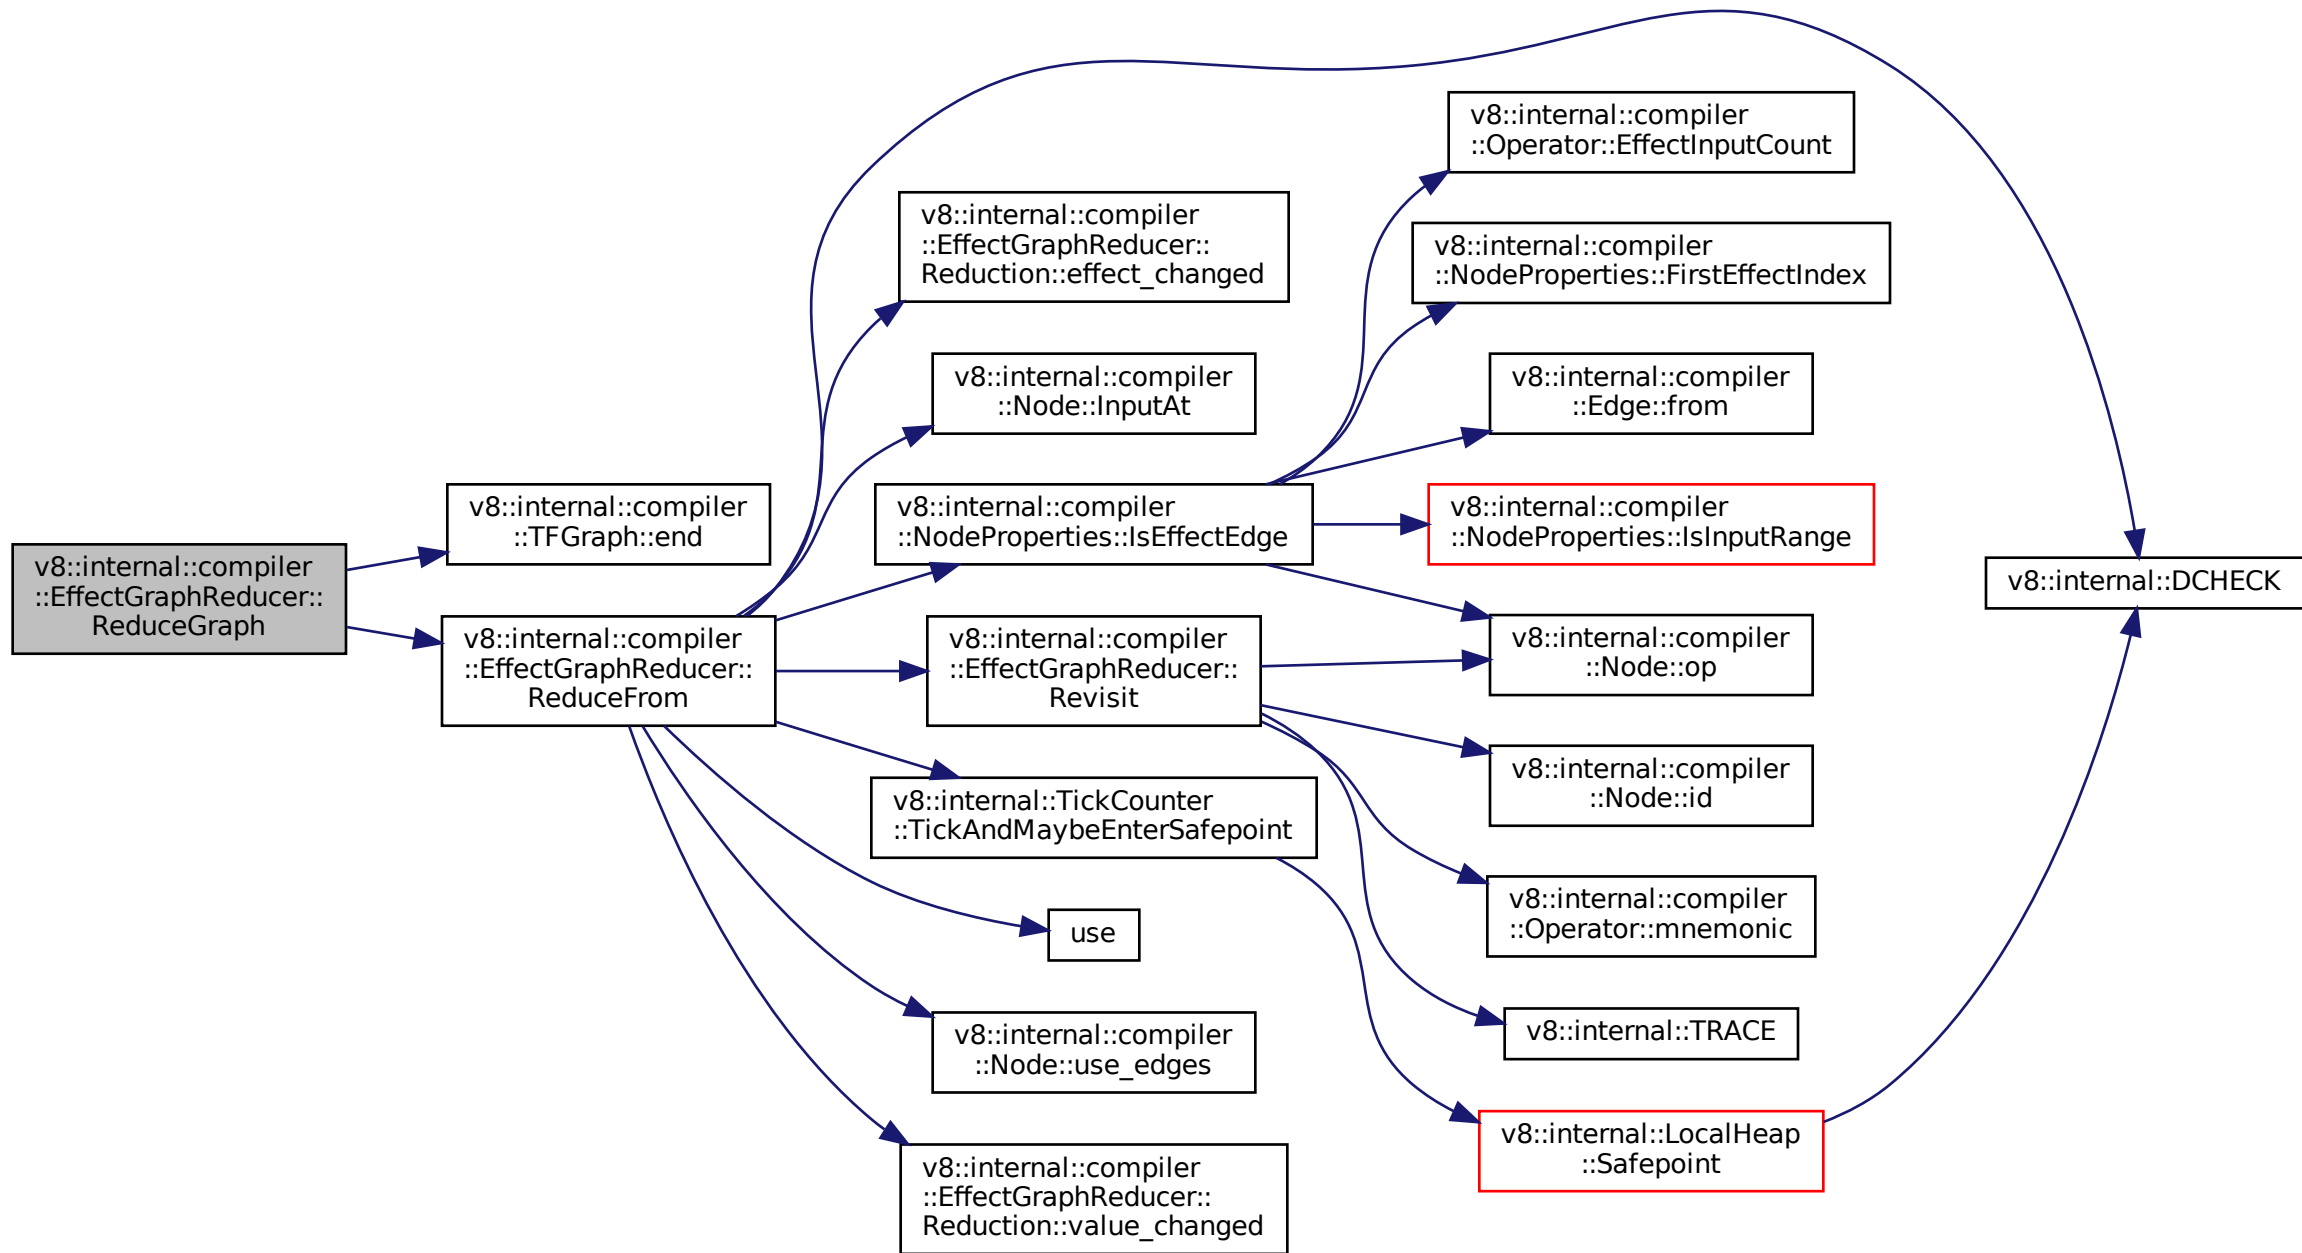 v8::internal::compiler
::EffectGraphReducer::
ReduceGraph
v8::internal::compiler
::TFGraph::end
v8::internal::compiler
::EffectGraphReducer::
ReduceFrom
v8::internal::compiler
::EffectGraphReducer::
Reduction::effect_changed
v8::internal::compiler
::Node::InputAt
v8::internal::compiler
::NodeProperties::IsEffectEdge
v8::internal::compiler
::EffectGraphReducer::
Revisit
v8::internal::TickCounter
::TickAndMaybeEnterSafepoint
use
v8::internal::compiler
::Node::use_edges
v8::internal::compiler
::EffectGraphReducer::
Reduction::value_changed
v8::internal::compiler
::Operator::EffectInputCount
v8::internal::compiler
::NodeProperties::FirstEffectIndex
v8::internal::compiler
::Edge::from
v8::internal::compiler
::NodeProperties::IsInputRange
v8::internal::compiler
::Node::op
v8::internal::compiler
::Node::id
v8::internal::compiler
::Operator::mnemonic
v8::internal::TRACE
v8::internal::LocalHeap
::Safepoint
v8::internal::DCHECK